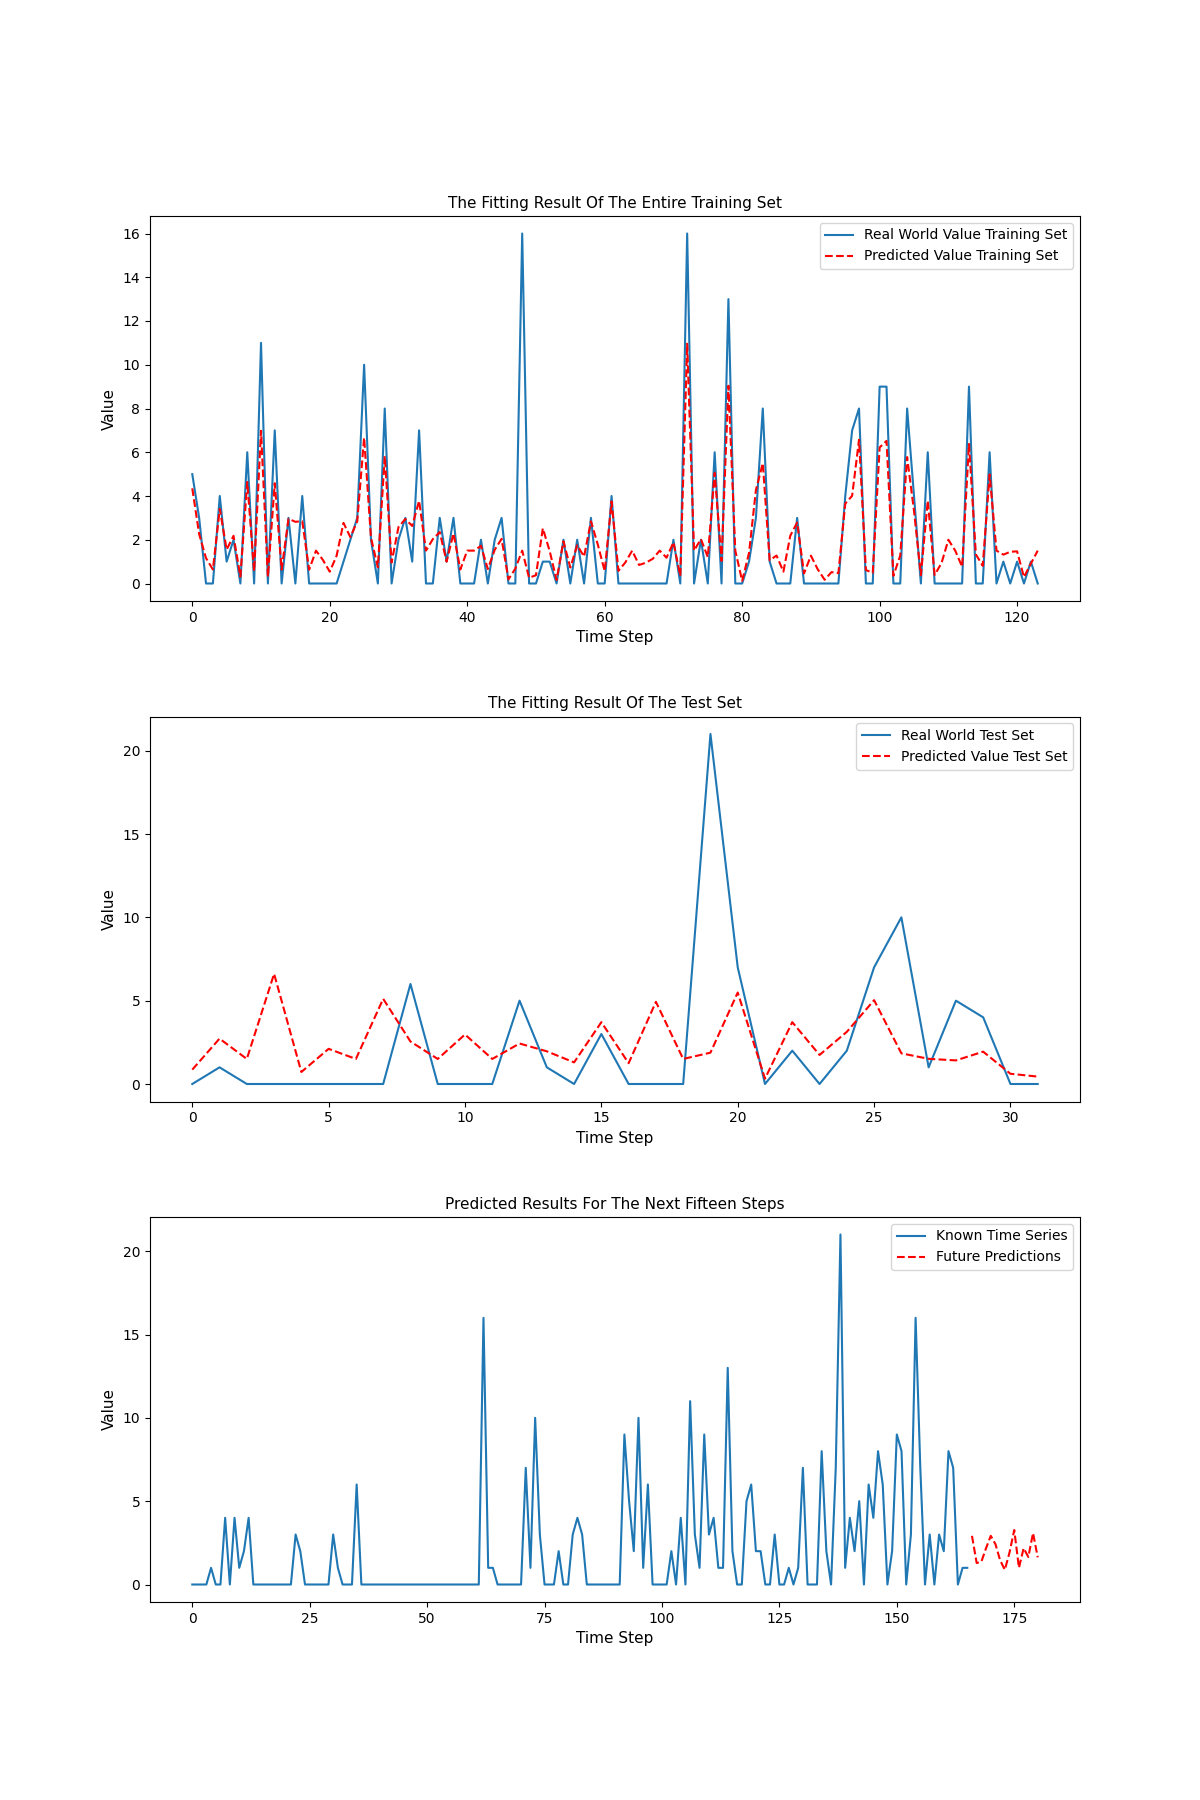 The Fitting Result Of The Entire Training Set
Real World Value Training Set
Predicted Value Training Set
Value
16
14
12
10
8
6
4
2
0
0 20 40 60 80 100 120
Time Step
The Fitting Result Of The Test Set
Real World Test Set
Predicted Value Test Set
Value
20
15
10
5
0
0 5 10 15 20 25 30
Time Step
Predicted Results For The Next Fifteen Steps
Known Time Series
Future Predictions
Value
20
15
10
5
0
0 25 50 75 100 125 150 175
Time Step